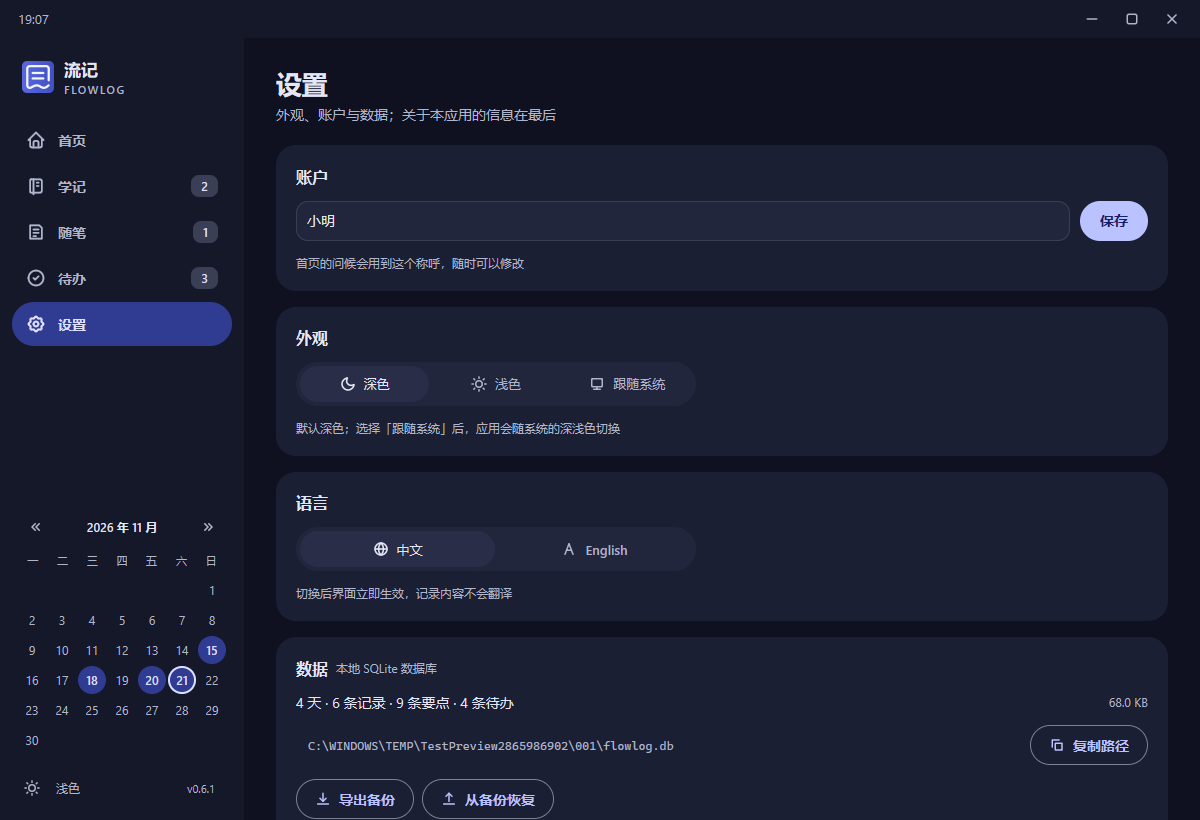 19:07
流记
FLOWLOG
首页
学记 2
随笔 1
待办 3
设置
2026 年 11 月
一 二 三 四 五 六 日
1
2 3 4 5 6 7 8
9 10 11 12 13 14 15
16 17 18 19 20 21 22
23 24 25 26 27 28 29
30
浅色 v0.6.1
设置
外观、账户与数据；关于本应用的信息在最后
账户
小明 保存
首页的问候会用到这个称呼，随时可以修改
外观
深色 浅色 跟随系统
默认深色；选择「跟随系统」后，应用会随系统的深浅色切换
语言
中文 English
切换后界面立即生效，记录内容不会翻译
数据 本地 SQLite 数据库
4 天 · 6 条记录 · 9 条要点 · 4 条待办 68.0 KB
C:\WINDOWS\TEMP\TestPreview2865986902\001\flowlog.db 复制路径
导出备份 从备份恢复